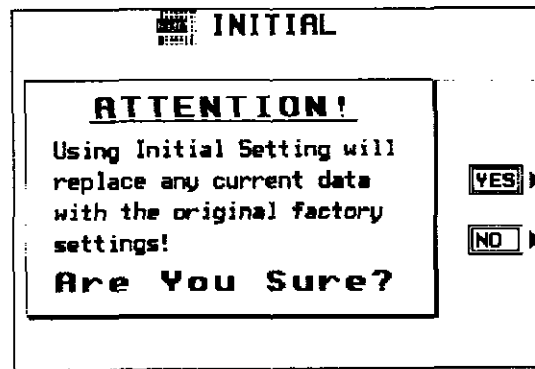 INITIAL
ATTENTION!
Using Initial Setting will
replace any current data
with the original factory
settings!
Are You Sure?
YES
NO